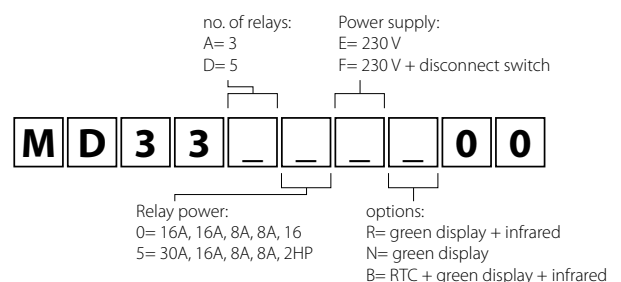 no. of relays:
A= 3
D= 5
Power supply:
E= 230 V
F= 230 V + disconnect switch
M D 3 3 _ _ _ _ 0 0
Relay power:
0= 16A, 16A, 8A, 8A, 16
5= 30A, 16A, 8A, 8A, 2HP
options:
R= green display + infrared
N= green display
B= RTC + green display + infrared